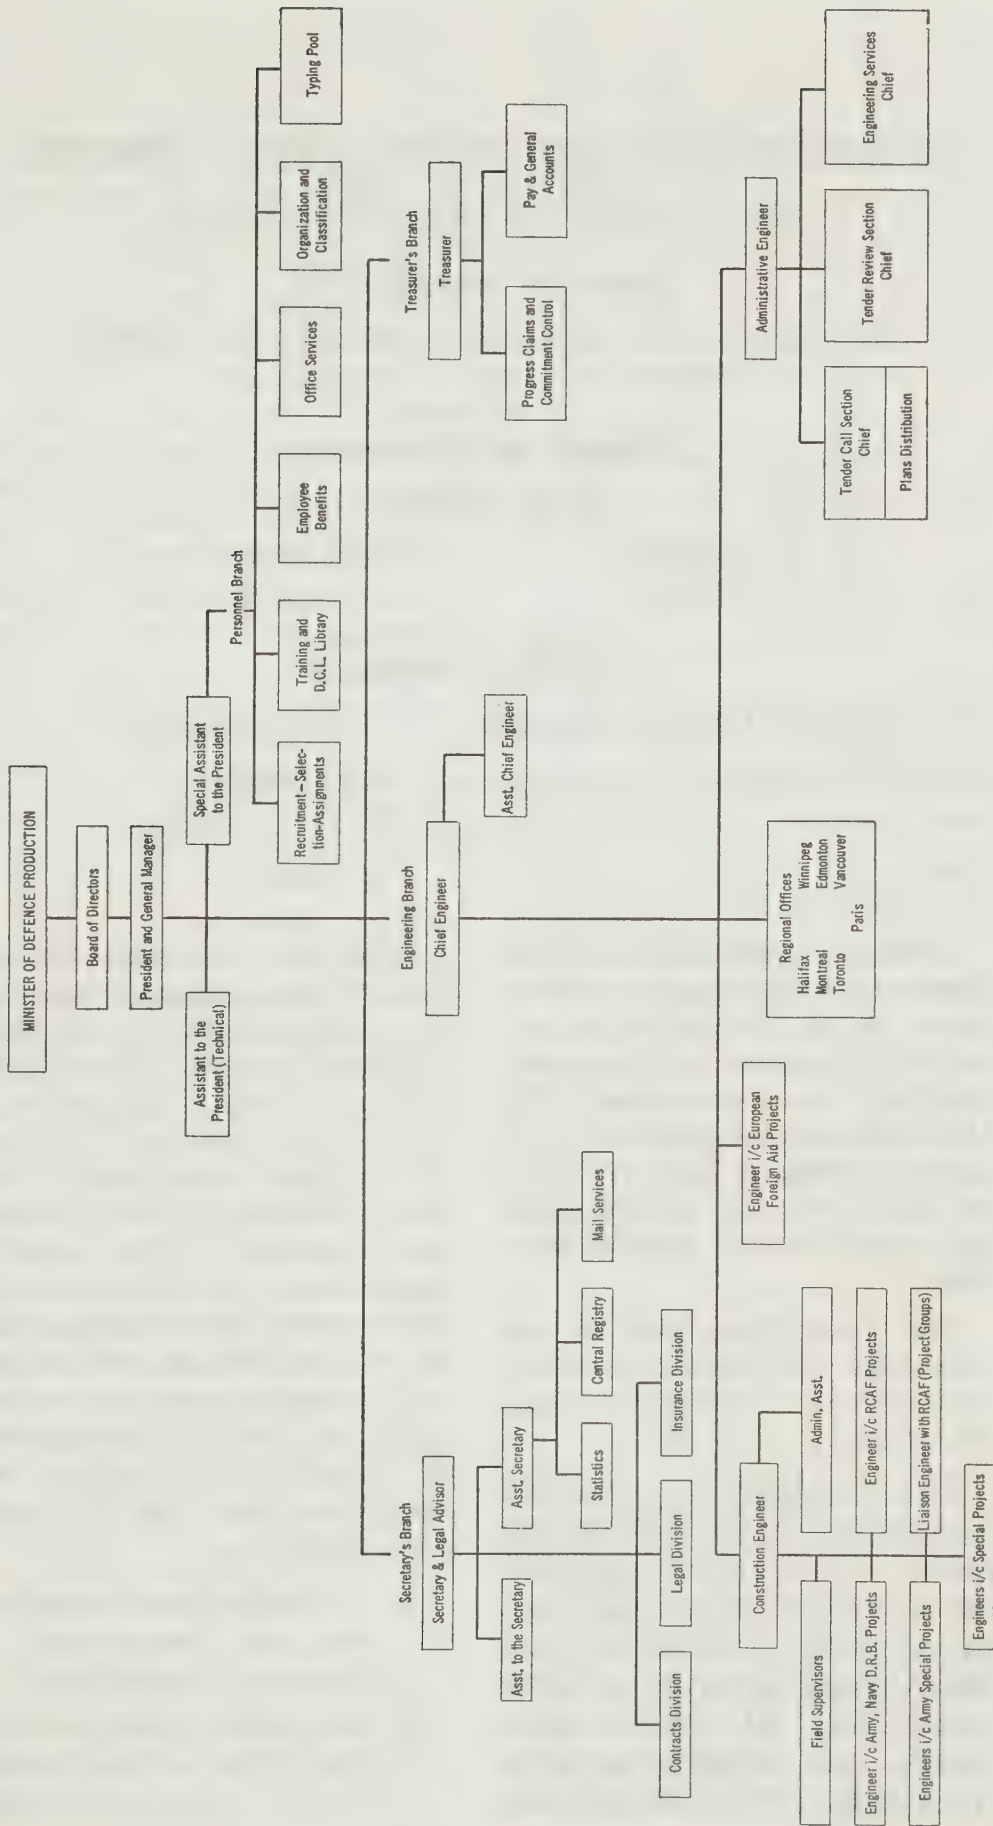 MINISTER OF DEFENCE PRODUCTION
Board of Directors
President and General Manager
Assistant to the
President (Technical)
Special Assistant
to the President
Personnel Branch
Recruitment – Selec-
tion-Assignments
Training and
D.C.L. Library
Employee
Benefits
Office Services
Organization and
Classification
Typing Pool
Secretary's Branch
Secretary & Legal Advisor
Asst. to the Secretary
Asst. Secretary
Statistics
Central Registry
Mail Services
Contracts Division
Legal Division
Insurance Division
Engineering Branch
Chief Engineer
Asst. Chief Engineer
Treasurer's Branch
Treasurer
Progress Claims and
Commitment Control
Pay & General
Accounts
Construction Engineer
Admin. Asst.
Field Supervisors
Engineer i/c Army, Navy D.R.B. Projects
Engineer i/c RCAF Projects
Engineers i/c Army Special Projects
Liaison Engineer with RCAF (Project Groups)
Engineers i/c Special Projects
Engineer i/c European
Foreign Aid Projects
Regional Offices
Halifax Winnipeg
Montreal Edmonton
Toronto Vancouver
Paris
Administrative Engineer
Tender Call Section
Chief
Plans Distribution
Tender Review Section
Chief
Engineering Services
Chief